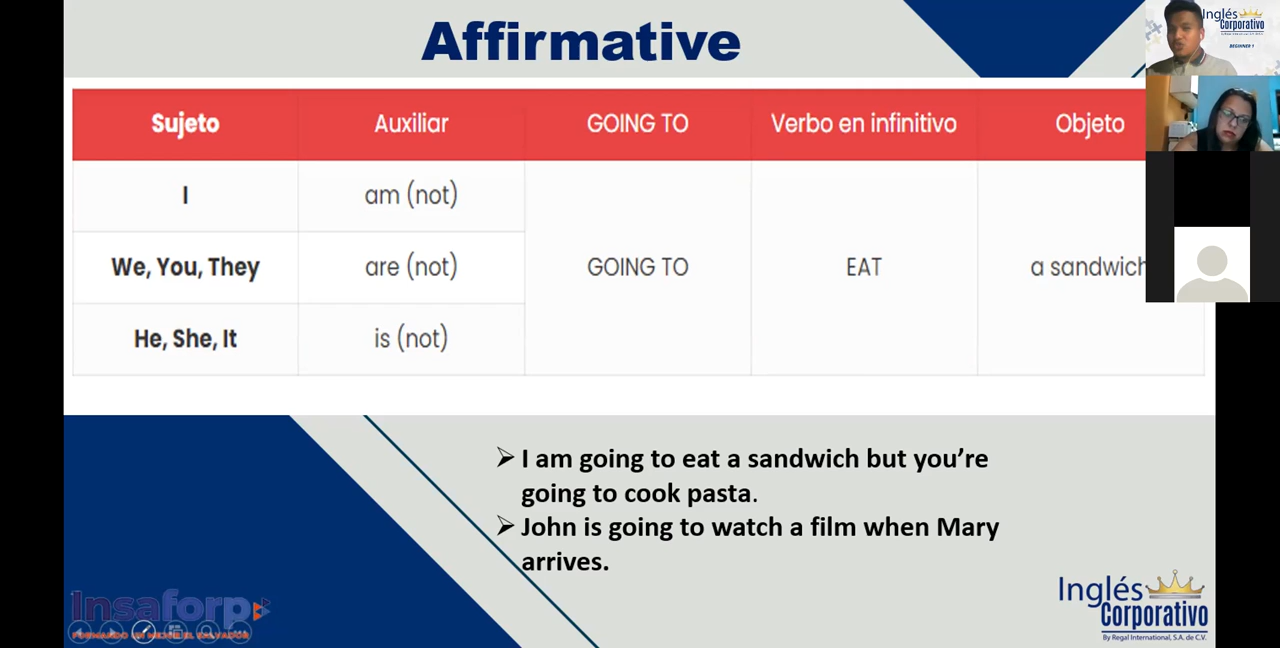 Affirmative
Inglés
Corporativo
BEGINNER 1
Sujeto Auxiliar GOING TO Verbo en infinitivo Objeto
I am (not)
We, You, They are (not) GOING TO EAT a sandwich
He, She, It is (not)
I am going to eat a sandwich but you're
going to cook pasta.
John is going to watch a film when Mary
arrives.
Insaforp
Inglés
Corporativo
By Regal International, S.A. de C.V.